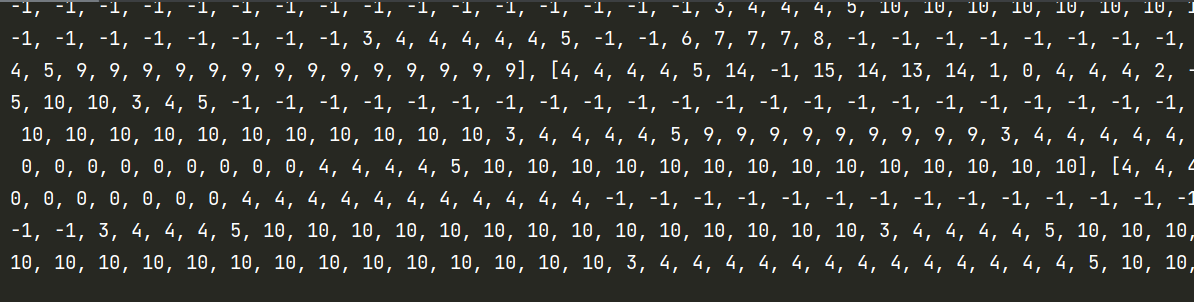 -1, -1, -1, -1, -1, -1, -1, -1, -1, -1, -1, -1, -1, -1, -1, -1, 3, 4, 4, 4, 5, 10, 10, 10, 10, 10, 10, 10, 1
-1, -1, -1, -1, -1, -1, -1, -1, 3, 4, 4, 4, 4, 4, 5, -1, -1, 6, 7, 7, 7, 8, -1, -1, -1, -1, -1, -1, -1, -1,
4, 5, 9, 9, 9, 9, 9, 9, 9, 9, 9, 9, 9, 9, 9, 9], [4, 4, 4, 4, 5, 14, -1, 15, 14, 13, 14, 1, 0, 4, 4, 4, 2, -
5, 10, 10, 3, 4, 5, -1, -1, -1, -1, -1, -1, -1, -1, -1, -1, -1, -1, -1, -1, -1, -1, -1, -1, -1, -1, -1, -1,
10, 10, 10, 10, 10, 10, 10, 10, 10, 10, 10, 3, 4, 4, 4, 4, 5, 9, 9, 9, 9, 9, 9, 9, 9, 9, 3, 4, 4, 4, 4, 4,
0, 0, 0, 0, 0, 0, 0, 0, 0, 4, 4, 4, 4, 5, 10, 10, 10, 10, 10, 10, 10, 10, 10, 10, 10, 10, 10, 10], [4, 4, 4
0, 0, 0, 0, 0, 0, 0, 4, 4, 4, 4, 4, 4, 4, 4, 4, 4, 4, -1, -1, -1, -1, -1, -1, -1, -1, -1, -1, -1, -1, -1, -1
-1, -1, 3, 4, 4, 4, 5, 10, 10, 10, 10, 10, 10, 10, 10, 10, 10, 10, 10, 10, 10, 3, 4, 4, 4, 4, 5, 10, 10, 10,
10, 10, 10, 10, 10, 10, 10, 10, 10, 10, 10, 10, 10, 10, 3, 4, 4, 4, 4, 4, 4, 4, 4, 4, 4, 4, 4, 4, 5, 10, 10,